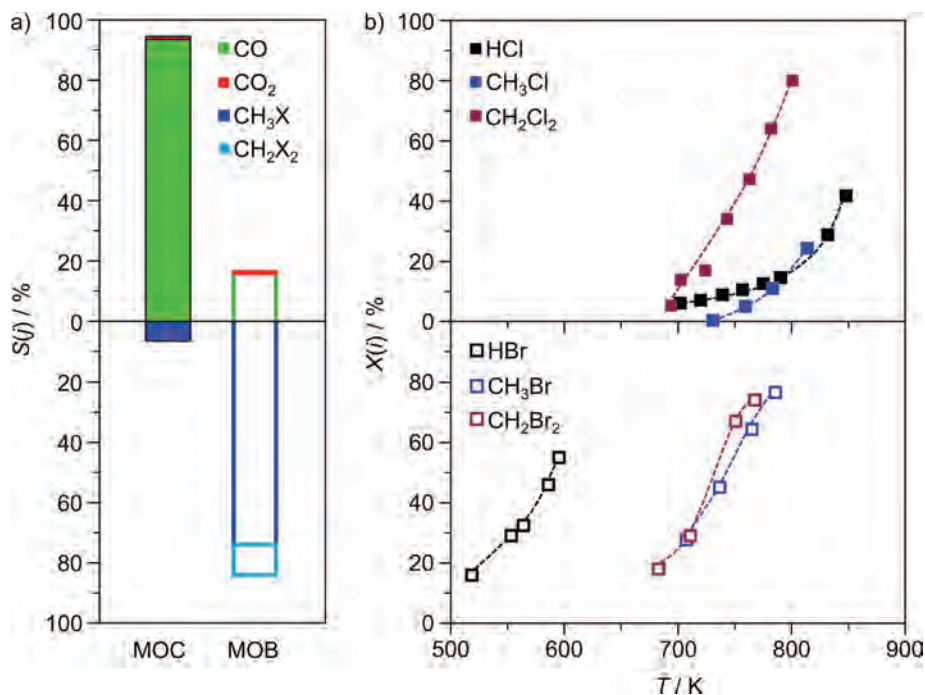 a)
100
80
60
40
20
0
20
40
60
80
100
S(j) / %
CO
CO₂
CH₃X
CH₂X₂
MOC
MOB
b)
100
80
60
40
20
0
80
60
40
20
0
X(i) / %
HCl
CH₃Cl
CH₂Cl₂
HBr
CH₃Br
CH₂Br₂
500
600
700
800
900
T / K